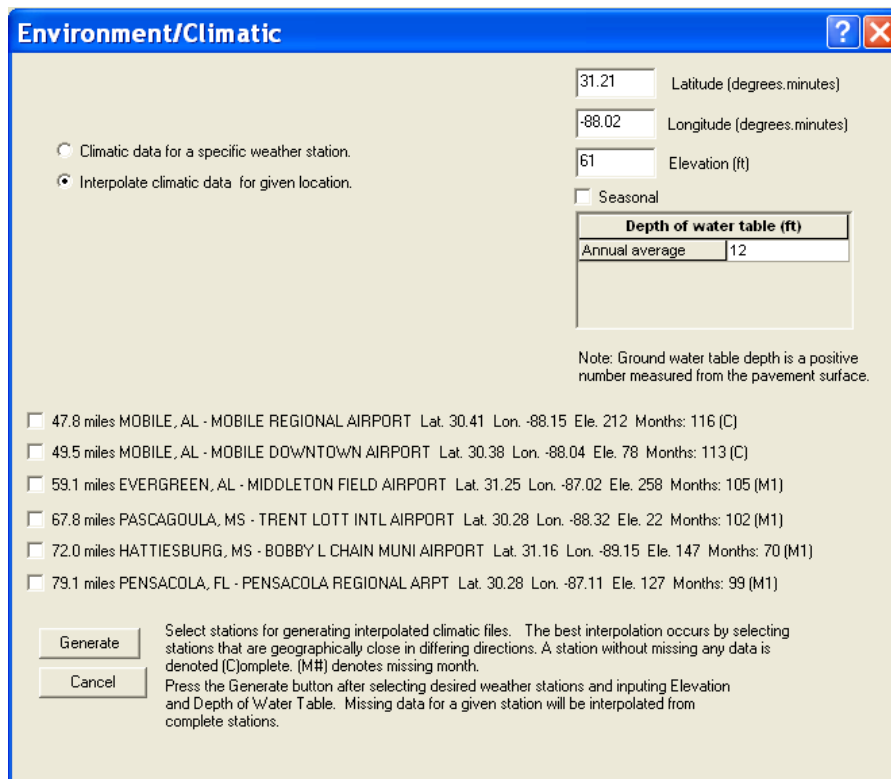 Environment/Climatic
31.21 Latitude (degrees.minutes)
-88.02 Longitude (degrees.minutes)
Climatic data for a specific weather station.
61 Elevation (ft)
Interpolate climatic data for given location.
Seasonal
Depth of water table (ft)
Annual average 12
Note: Ground water table depth is a positive
number measured from the pavement surface.
47.8 miles MOBILE, AL - MOBILE REGIONAL AIRPORT Lat. 30.41 Lon. -88.15 Ele. 212 Months: 116 (C)
49.5 miles MOBILE, AL - MOBILE DOWNTOWN AIRPORT Lat. 30.38 Lon. -88.04 Ele. 78 Months: 113 (C)
59.1 miles EVERGREEN, AL - MIDDLETON FIELD AIRPORT Lat. 31.25 Lon. -87.02 Ele. 258 Months: 105 (M1)
67.8 miles PASCAGOULA, MS - TRENT LOTT INTL AIRPORT Lat. 30.28 Lon. -88.32 Ele. 22 Months: 102 (M1)
72.0 miles HATTIESBURG, MS - BOBBY L CHAIN MUNI AIRPORT Lat. 31.16 Lon. -89.15 Ele. 147 Months: 70 (M1)
79.1 miles PENSACOLA, FL - PENSACOLA REGIONAL ARPT Lat. 30.28 Lon. -87.11 Ele. 127 Months: 99 (M1)
Generate
Cancel
Select stations for generating interpolated climatic files. The best interpolation occurs by selecting
stations that are geographically close in differing directions. A station without missing any data is
denoted (C)omplete. (M#) denotes missing month.
Press the Generate button after selecting desired weather stations and inputing Elevation
and Depth of Water Table. Missing data for a given station will be interpolated from
complete stations.